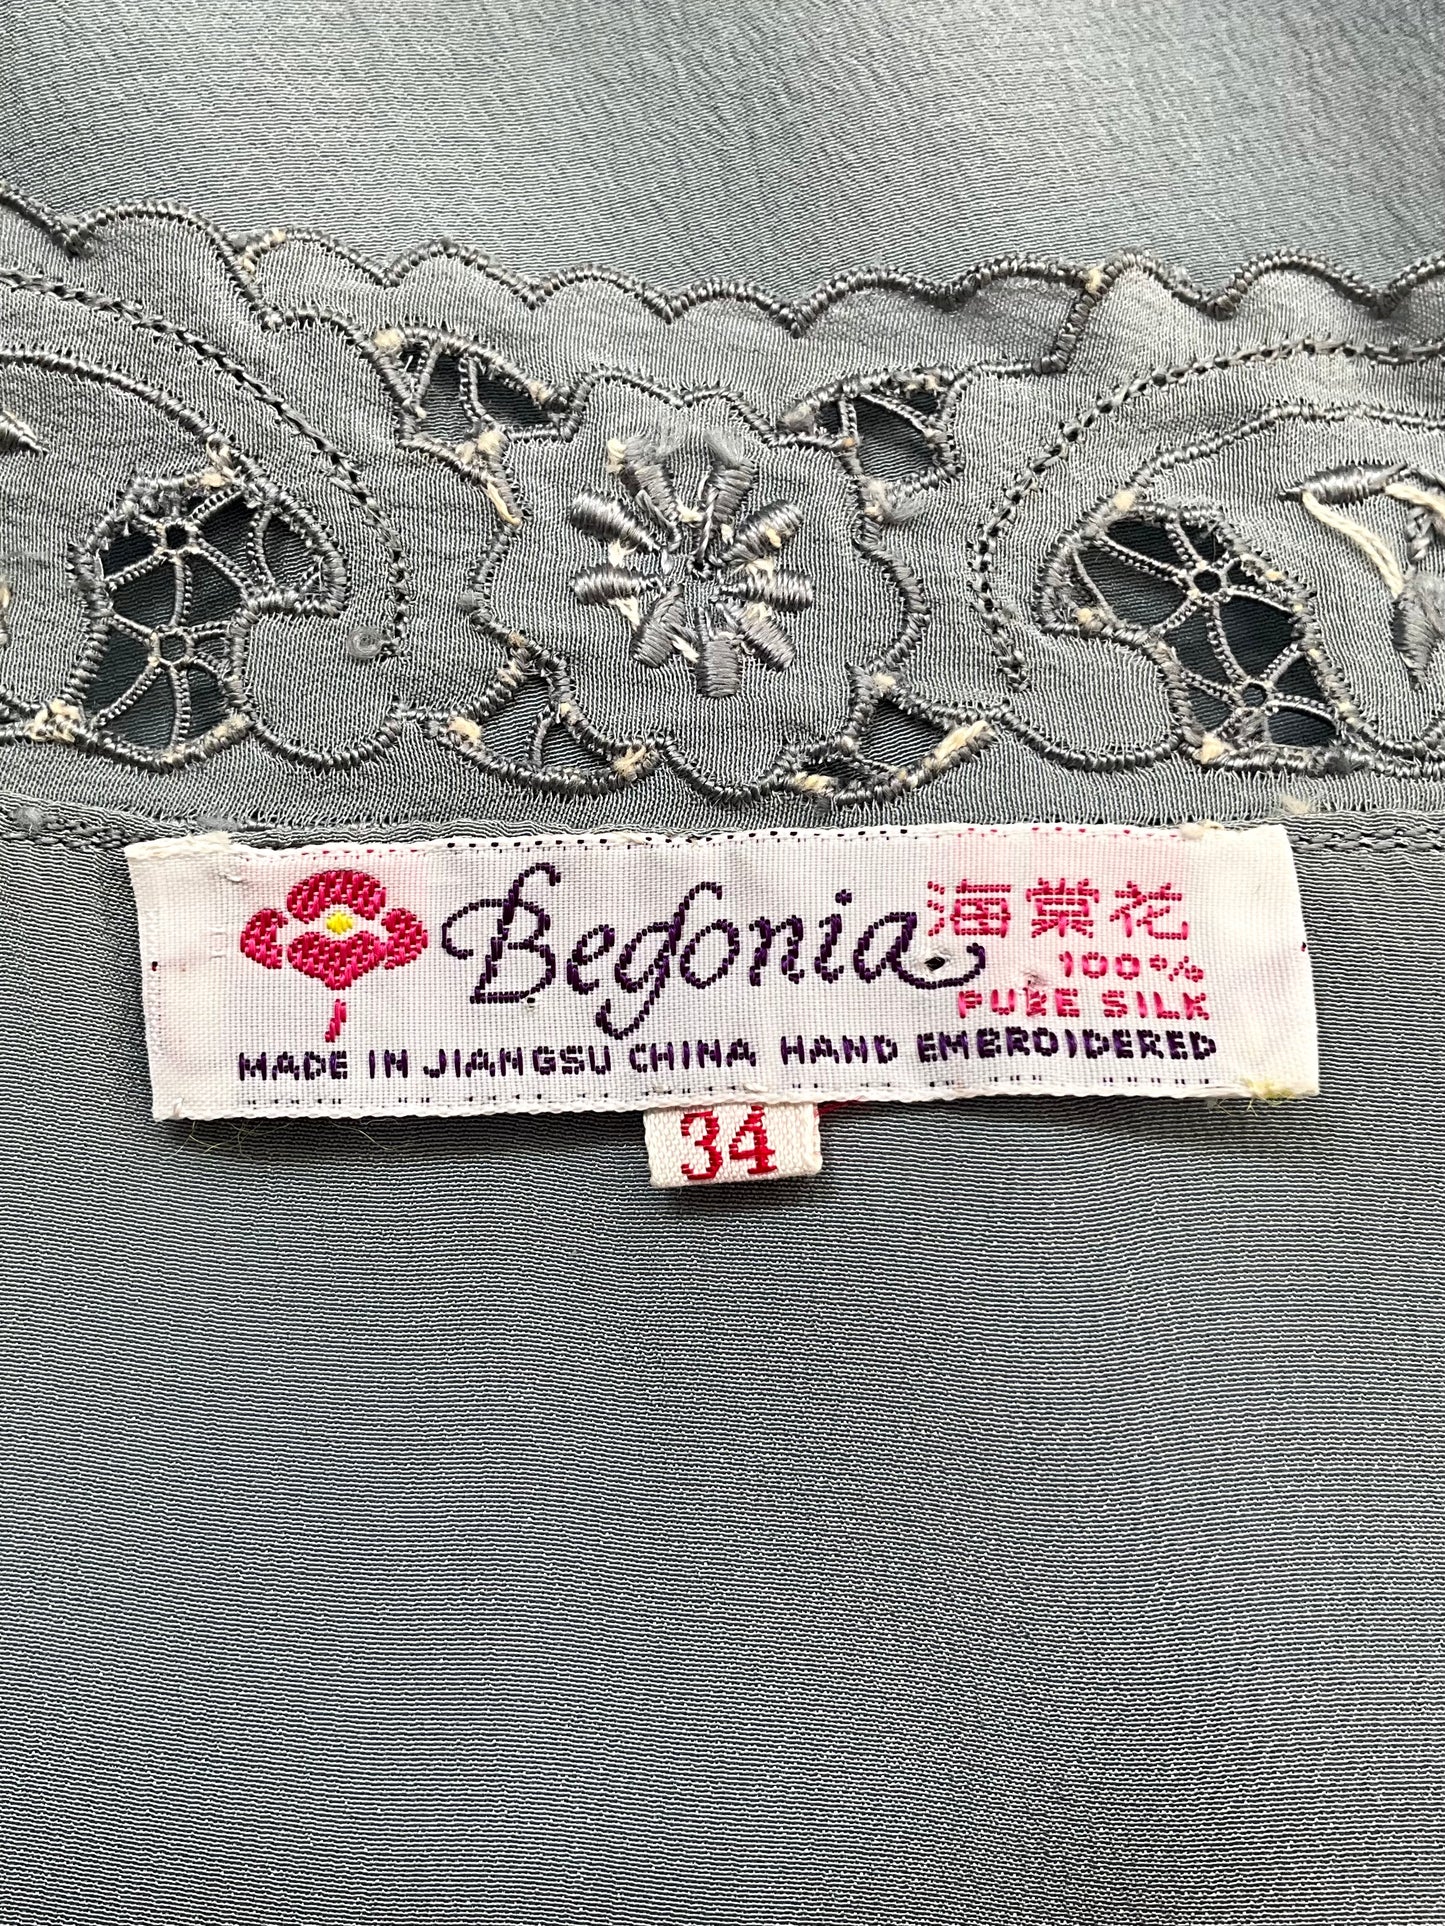 Begonia 海棠花
100%
PURE SILK
MADE IN JIANGSU CHINA HAND EMBROIDERED
34